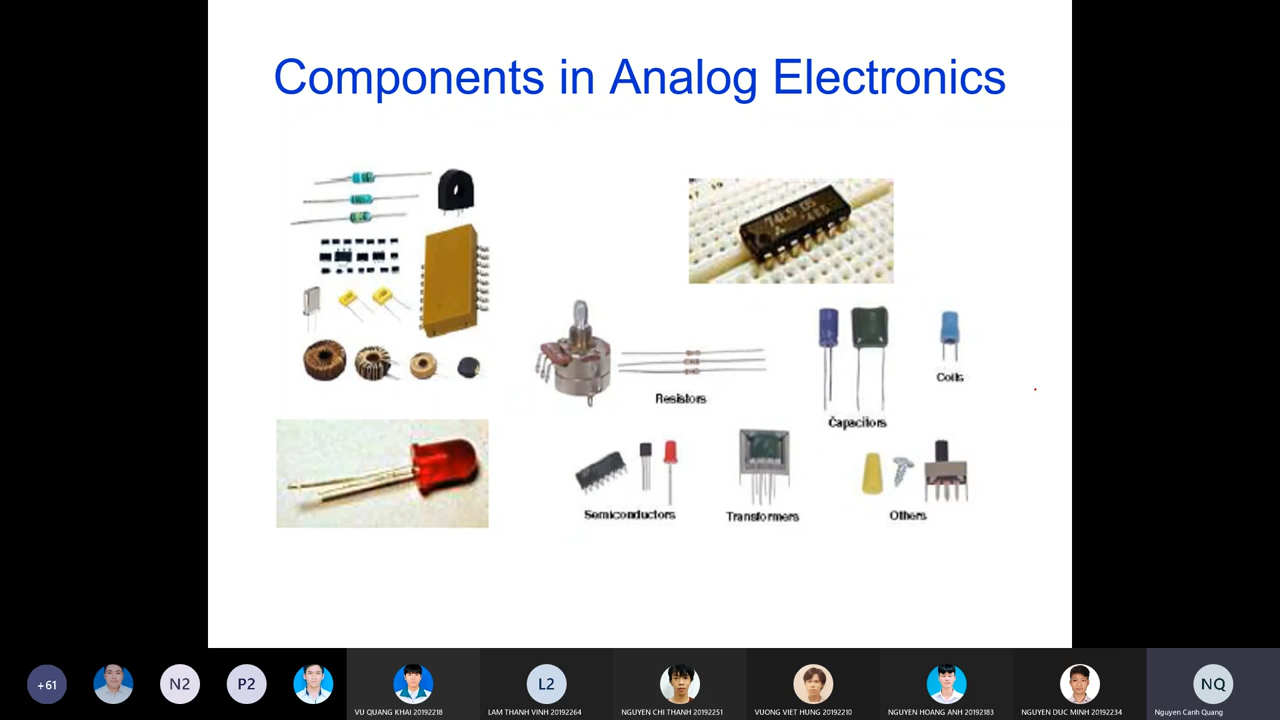 Components in Analog Electronics
Resistors
Capacitors
Coils
Semiconductors
Transformers
Others
+61
N2
P2
VU QUANG KHAI 20192218
L2
LAM THANH VINH 20192264
NGUYEN CHI THANH 20192251
VUONG VIET HUNG 20192210
NGUYEN HOANG ANH 20192183
NGUYEN DUC MINH 20192234
NQ
Nguyen Canh Quang